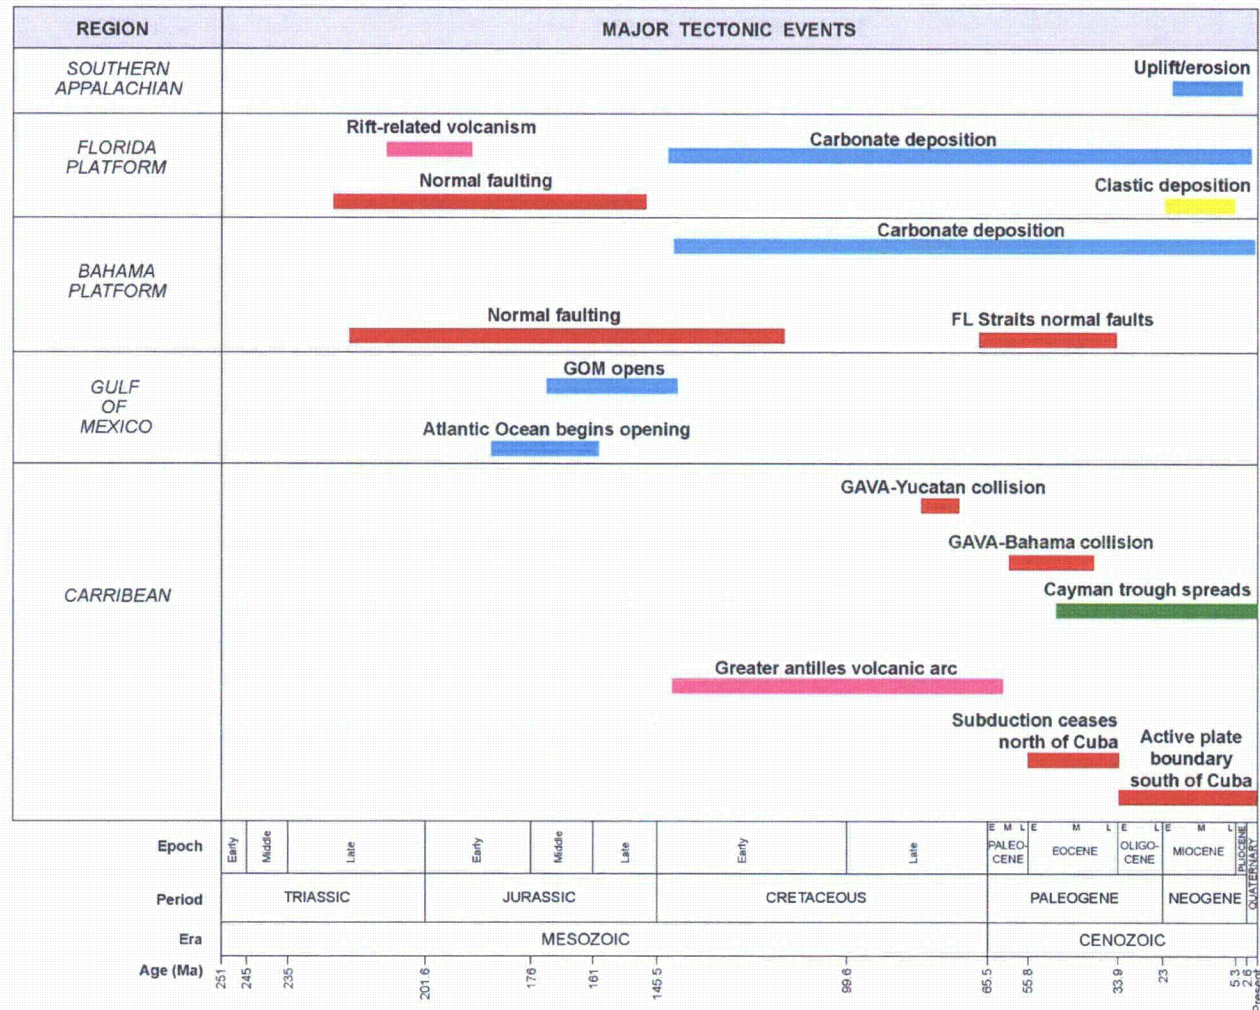 REGION
MAJOR TECTONIC EVENTS
SOUTHERN
APPALACHIAN
Uplift/erosion
FLORIDA
PLATFORM
Rift-related volcanism
Carbonate deposition
Normal faulting
Clastic deposition
BAHAMA
PLATFORM
Carbonate deposition
Normal faulting
FL Straits normal faults
GULF
OF
MEXICO
GOM opens
Atlantic Ocean begins opening
CARRIBEAN
GAVA-Yucatan collision
GAVA-Bahama collision
Cayman trough spreads
Greater antilles volcanic arc
Subduction ceases
north of Cuba
Active plate
boundary
south of Cuba
Epoch
Early
Middle
Late
Early
Middle
Late
Early
Late
E M L
PALEO-
CENE
E M L
EOCENE
E L
OLIGO-
CENE
E M L
MIOCENE
PLIOCENE
QUATERNARY
Period
TRIASSIC
JURASSIC
CRETACEOUS
PALEOGENE
NEOGENE
Era
MESOZOIC
CENOZOIC
Age (Ma)
251
245
235
201.6
176
161
145.5
99.6
65.5
55.8
33.9
23
5.3
2.6
Present